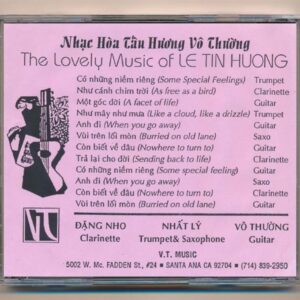 Nhạc Hòa Tấu Hương Vô Thường
The Lovely Music of LE TIN HUONG
Có những niềm riêng (Some Special Feelings) Trumpet
Như cánh chim trời (As free as a bird) Clarinette
Một góc đời (A facet of life) Guitar
Như mây như mưa (Like a cloud, like a drizzle) Trumpet
Anh đi (When you go away) Guitar
Vùi trên lối mòn (Burried on old lane) Saxo
Còn biết về đâu (Nowhere to turn to) Guitar
Trả lại cho đời (Sending back to life) Clarinette
Có những niềm riêng (Some special feeling) Guitar
Anh đi (When you go away) Saxo
Còn biết về đâu (Nowhere to turn to) Clarinette
Vùi trên lối mòn (Burried on old lane) Guitar
VT
ĐẶNG NHO NHẤT LÝ VÔ THƯỜNG
Clarinette Trumpet& Saxophone Guitar
V.T. MUSIC
5002 W. Mc. FADDEN ST., #24 • SANTA ANA CA 92704 • (714) 839-2950